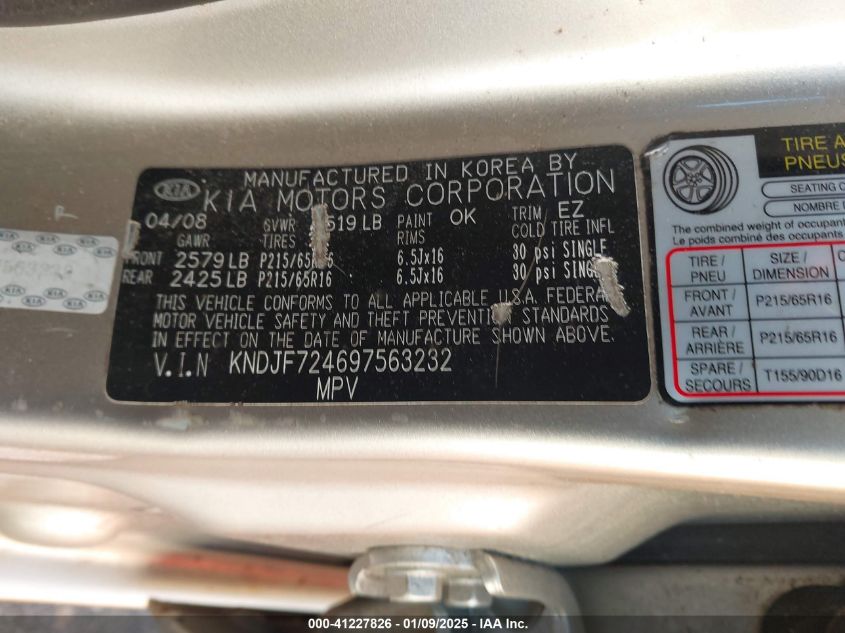 MANUFACTURED IN KOREA BY
KIA KIA MOTORS CORPORATION
04/08 GVWR 519 LB PAINT OK TRIM EZ
GAWR TIRES RIMS COLD TIRE INFL
FRONT 2579 LB P215/65R16 6.5Jx16 30 psi SINGLE
REAR 2425 LB P215/65R16 6.5Jx16 30 psi SINGLE
THIS VEHICLE CONFORMS TO ALL APPLICABLE U.S.A. FEDERAL
MOTOR VEHICLE SAFETY AND THEFT PREVENTION STANDARDS
IN EFFECT ON THE DATE OF MANUFACTURE SHOWN ABOVE.
V.I.N KNDJF724697563232
MPV
TIRE A
PNEUS
SEATING C
NOMBRE D
The combined weight of occupant
Le poids combiné des occupants
TIRE / PNEU SIZE / DIMENSION C
FRONT / AVANT P215/65R16
REAR / ARRIÈRE P215/65R16
SPARE / SECOURS T155/90D16
000-41227826 - 01/09/2025 - IAA, Inc.